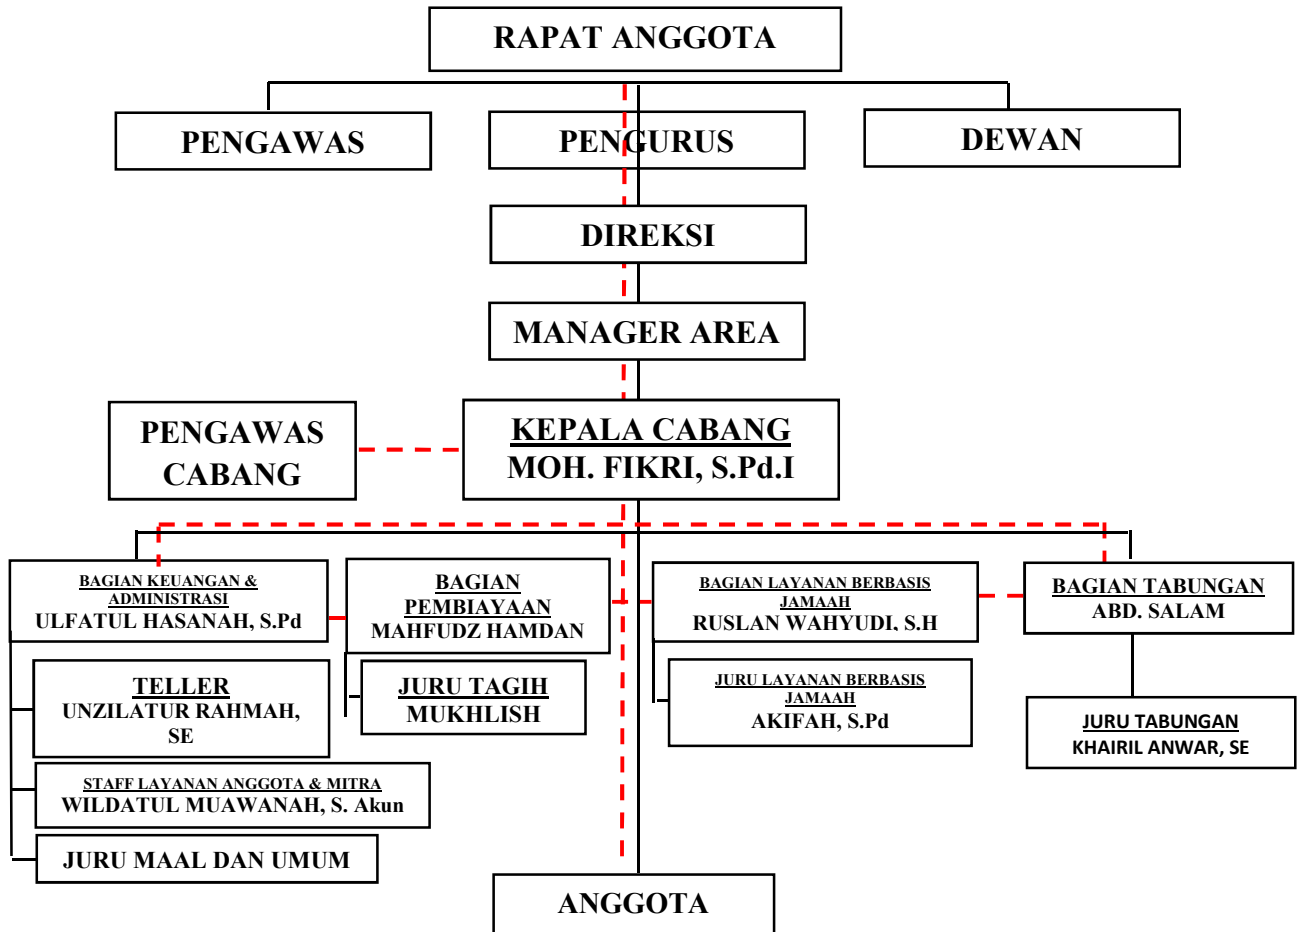 RAPAT ANGGOTA
PENGAWAS
PENGURUS
DEWAN
DIREKSI
MANAGER AREA
PENGAWAS
CABANG
KEPALA CABANG
MOH. FIKRI, S.Pd.I
BAGIAN KEUANGAN &
ADMINISTRASI
ULFATUL HASANAH, S.Pd
BAGIAN
PEMBIAYAAN
MAHFUDZ HAMDAN
BAGIAN LAYANAN BERBASIS
JAMAAH
RUSLAN WAHYUDI, S.H
BAGIAN TABUNGAN
ABD. SALAM
TELLER
UNZILATUR RAHMAH,
SE
JURU TAGIH
MUKHLISH
JURU LAYANAN BERBASIS
JAMAAH
AKIFAH, S.Pd
JURU TABUNGAN
KHAIRIL ANWAR, SE
STAFF LAYANAN ANGGOTA & MITRA
WILDATUL MUAWANAH, S. Akun
JURU MAAL DAN UMUM
ANGGOTA